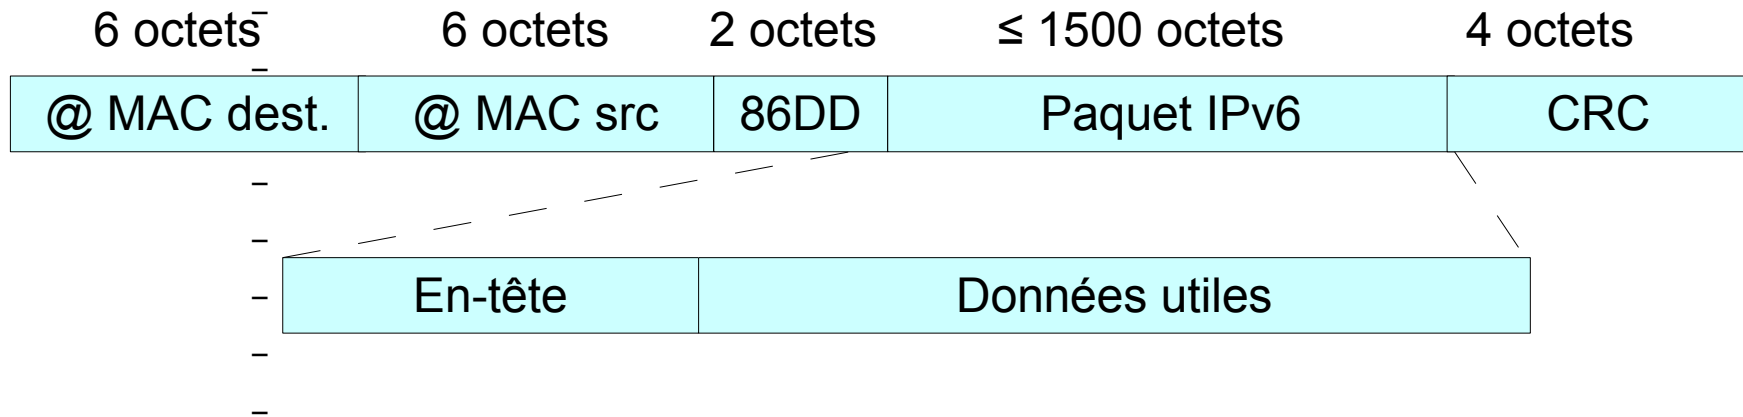 6 octets 6 octets 2 octets ≤ 1500 octets 4 octets
@ MAC dest. @ MAC src 86DD Paquet IPv6 CRC
En-tête Données utiles